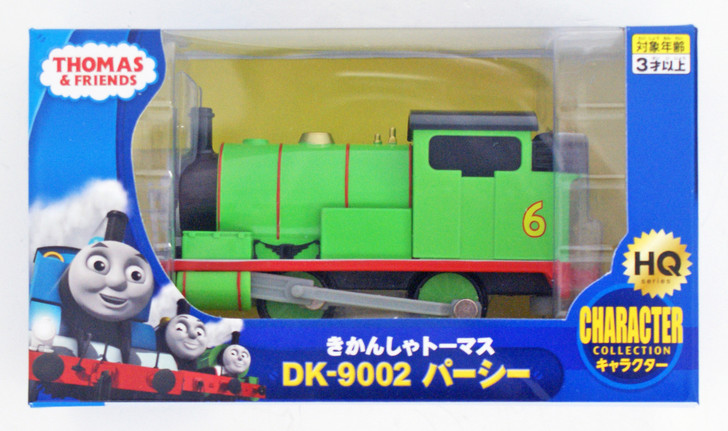 THOMAS
& FRIENDS
対象年齢
3才以上
6
HQ
series
CHARACTER
COLLECTION
キャラクター
きかんしゃトーマス
DK-9002 パーシー